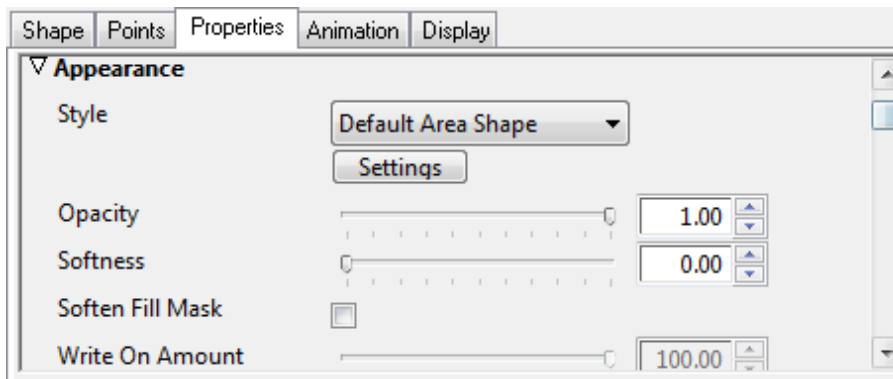 Shape Points Properties Animation Display
Appearance
Style Default Area Shape
Settings
Opacity 1.00
Softness 0.00
Soften Fill Mask
Write On Amount 100.00